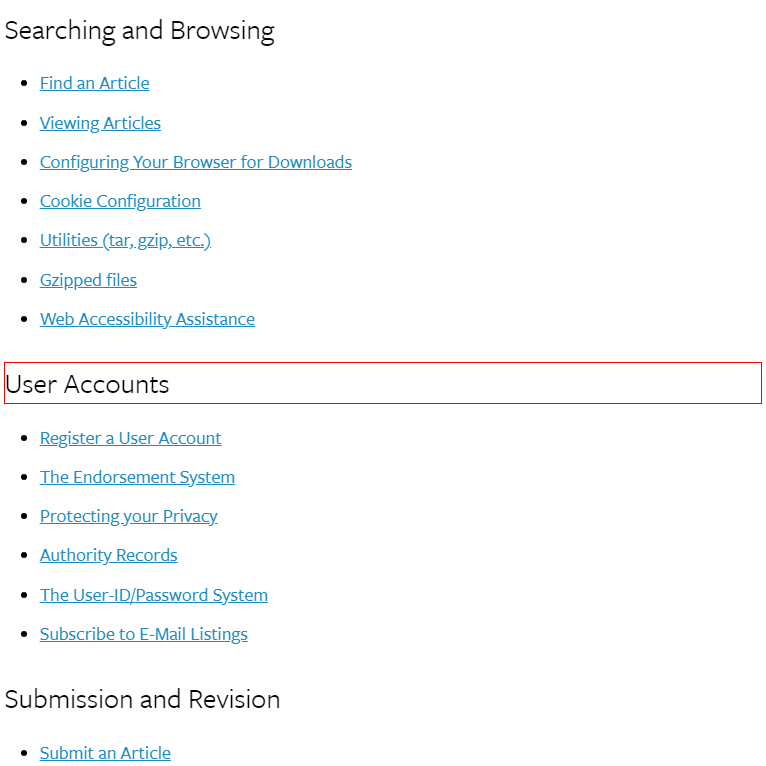 Searching and Browsing
Find an Article
Viewing Articles
Configuring Your Browser for Downloads
Cookie Configuration
Utilities (tar, gzip, etc.)
Gzipped files
Web Accessibility Assistance
User Accounts
Register a User Account
The Endorsement System
Protecting your Privacy
Authority Records
The User-ID/Password System
Subscribe to E-Mail Listings
Submission and Revision
Submit an Article